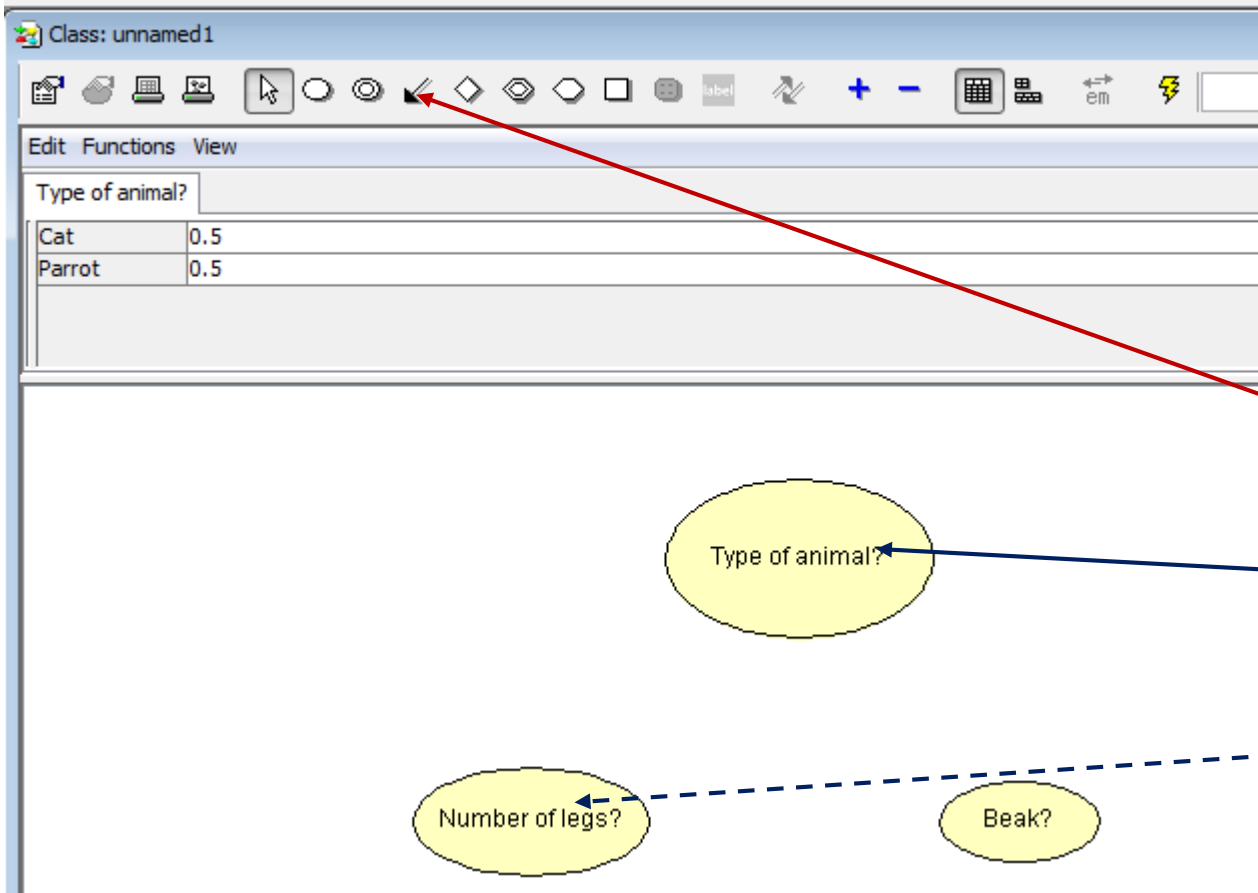 Class: unnamed1
label
em
Edit Functions View
Type of animal?
Cat 0.5
Parrot 0.5
Type of animal?
Number of legs? Beak?